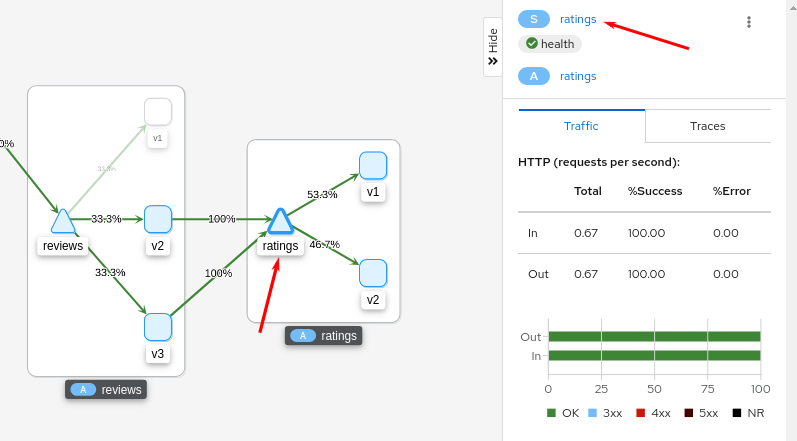 0%
v1
33.3%
33.3%
v2
reviews
33.3%
v3
A reviews
100%
100%
ratings
53.3%
v1
46.7%
v2
A ratings
Hide
S ratings
health
A ratings
Traffic
Traces
HTTP (requests per second):
Total %Success %Error
In 0.67 100.00 0.00
Out 0.67 100.00 0.00
Out
In
0 25 50 75 100
OK 3xx 4xx 5xx NR